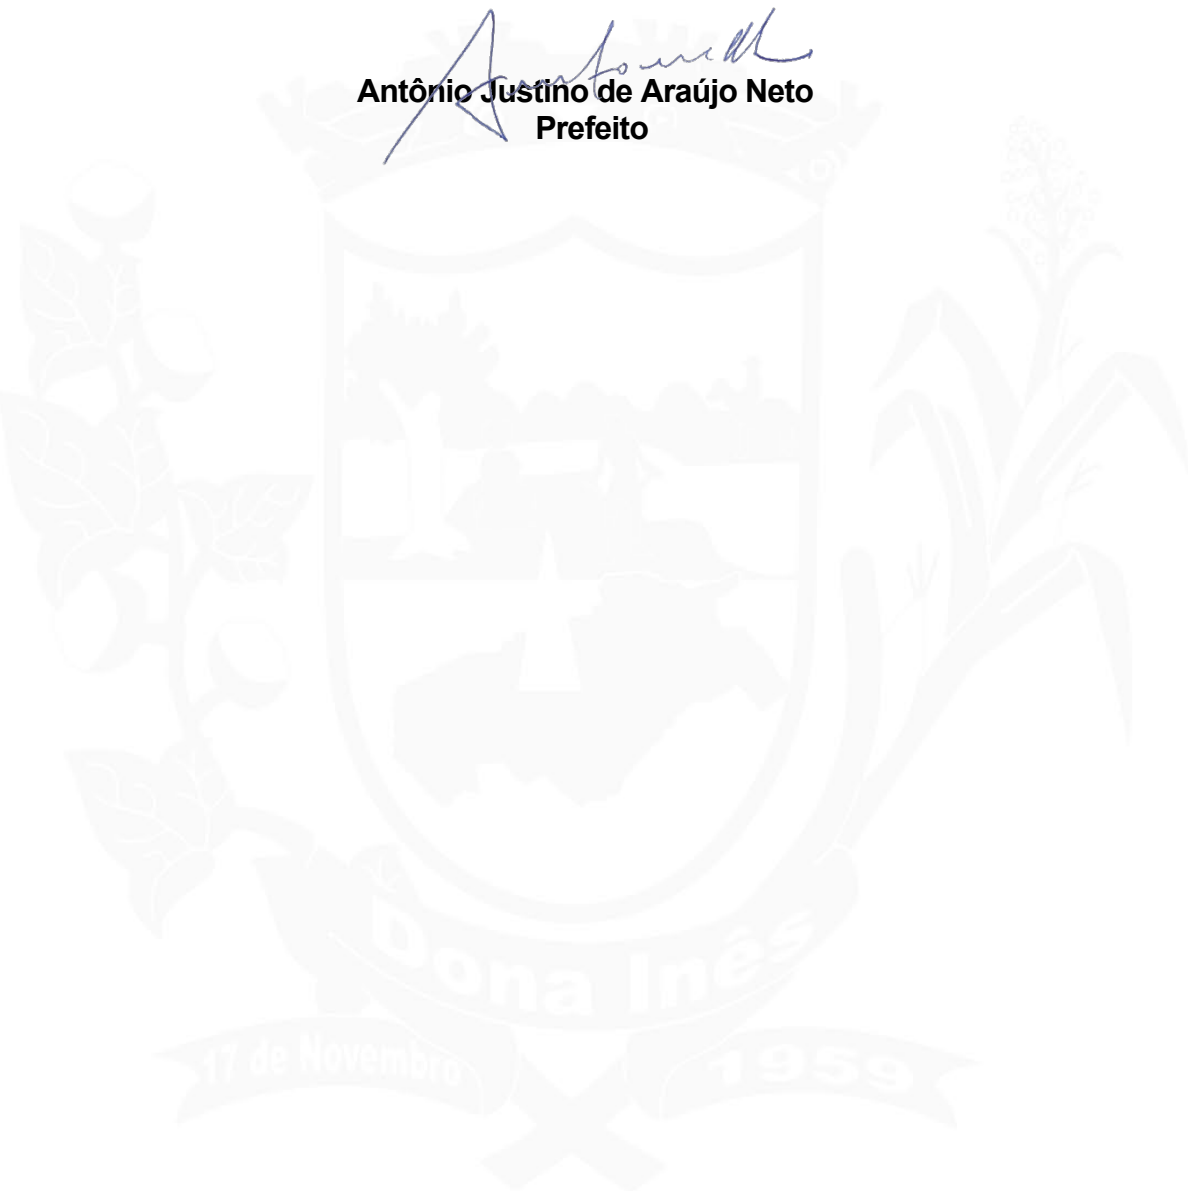 Antônio Justino de Araújo Neto
Prefeito
Dona Inês
17 de Novembro
1959